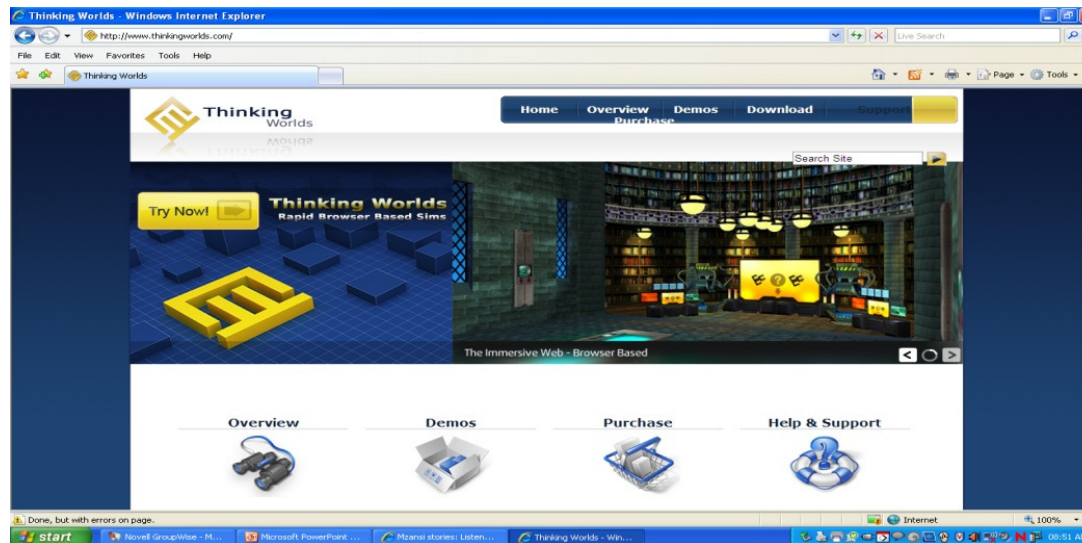 Thinking Worlds - Windows Internet Explorer
http://www.thinkingworlds.com/
Live Search
File Edit View Favorites Tools Help
Thinking Worlds
Page Tools
Thinking
Worlds
Home Overview Demos Download Support
Purchase
Search Site
Try Now!
Thinking Worlds
Rapid Browser Based Sims
The Immersive Web - Browser Based
Overview Demos Purchase Help & Support
Done, but with errors on page.
Internet
100%
start
Novell GroupWise - M...
Microsoft PowerPoint ...
Mzansi stories: Listen...
Thinking Worlds - Win...
08:51 A